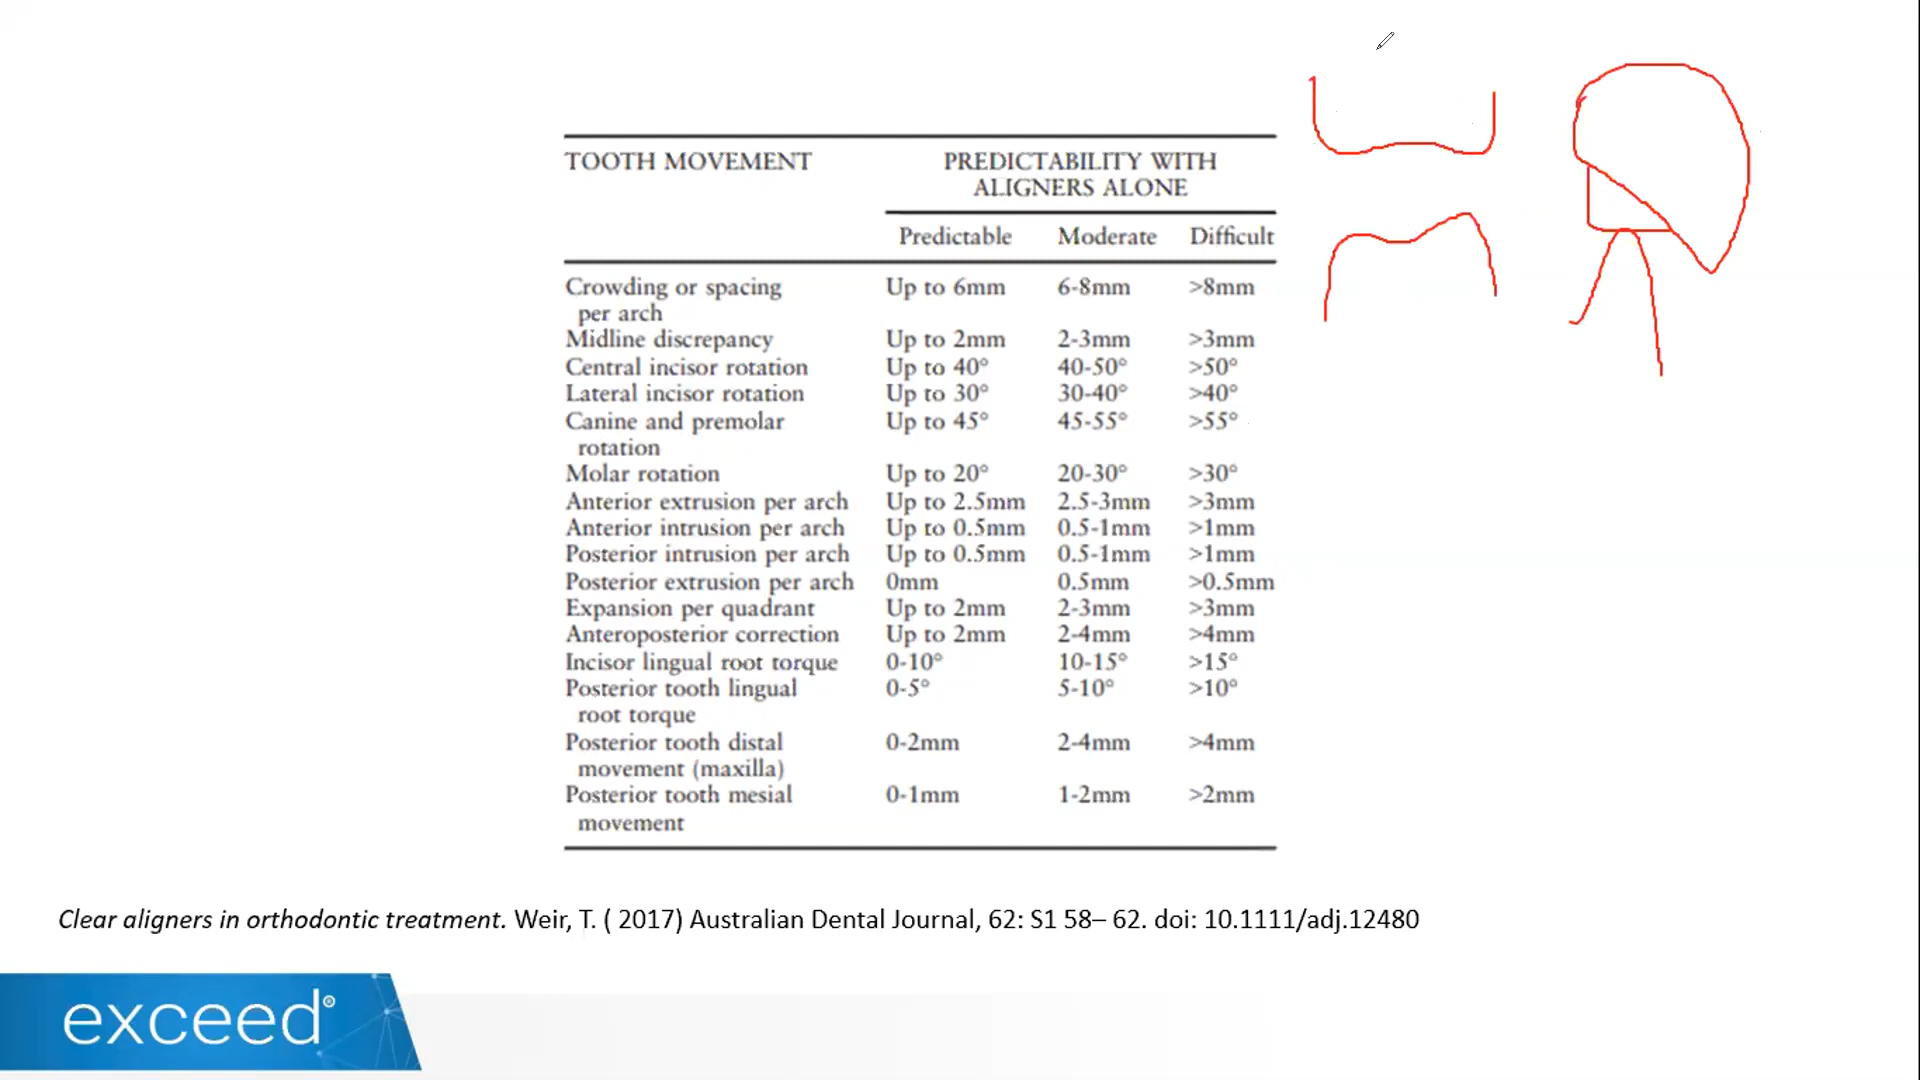 TOOTH MOVEMENT PREDICTABILITY WITH
ALIGNERS ALONE
Predictable Moderate Difficult
Crowding or spacing Up to 6mm 6-8mm >8mm
per arch
Midline discrepancy Up to 2mm 2-3mm >3mm
Central incisor rotation Up to 40° 40-50° >50°
Lateral incisor rotation Up to 30° 30-40° >40°
Canine and premolar Up to 45° 45-55° >55°
rotation
Molar rotation Up to 20° 20-30° >30°
Anterior extrusion per arch Up to 2.5mm 2.5-3mm >3mm
Anterior intrusion per arch Up to 0.5mm 0.5-1mm >1mm
Posterior intrusion per arch Up to 0.5mm 0.5-1mm >1mm
Posterior extrusion per arch 0mm 0.5mm >0.5mm
Expansion per quadrant Up to 2mm 2-3mm >3mm
Anteroposterior correction Up to 2mm 2-4mm >4mm
Incisor lingual root torque 0-10° 10-15° >15°
Posterior tooth lingual 0-5° 5-10° >10°
root torque
Posterior tooth distal 0-2mm 2-4mm >4mm
movement (maxilla)
Posterior tooth mesial 0-1mm 1-2mm >2mm
movement
Clear aligners in orthodontic treatment. Weir, T. ( 2017) Australian Dental Journal, 62: S1 58– 62. doi: 10.1111/adj.12480
exceed®